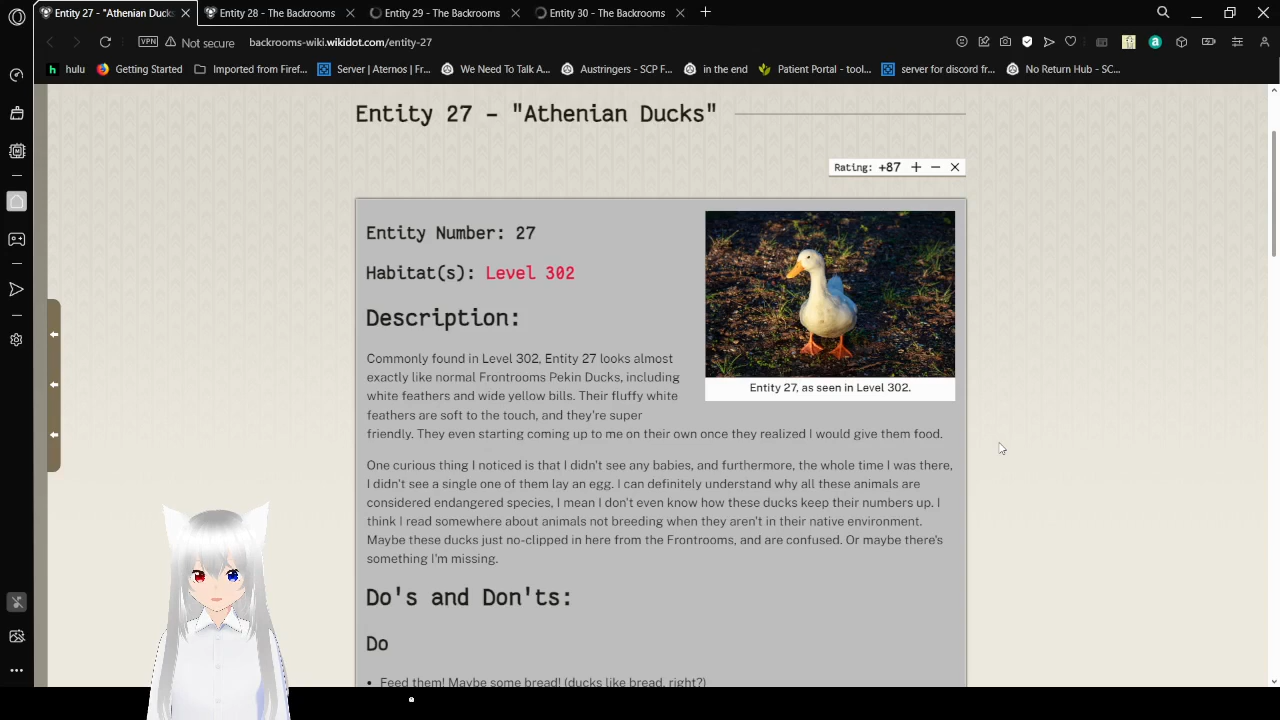 Entity 27 - "Athenian Ducks
Entity 28 - The Backrooms
Entity 29 - The Backrooms
Entity 30 - The Backrooms
VPN
Not secure
backrooms-wiki.wikidot.com/entity-27
hulu
Getting Started
Imported from Firef...
Server | Aternos | Fr...
We Need To Talk A...
Austringers - SCP F...
in the end
Patient Portal - tool...
server for discord fr...
No Return Hub - SC...
Entity 27 - "Athenian Ducks"
Rating: +87 + − ×
Entity Number: 27
Habitat(s): Level 302
Description:
Entity 27, as seen in Level 302.
Commonly found in Level 302, Entity 27 looks almost
exactly like normal Frontrooms Pekin Ducks, including
white feathers and wide yellow bills. Their fluffy white
feathers are soft to the touch, and they're super
friendly. They even starting coming up to me on their own once they realized I would give them food.
One curious thing I noticed is that I didn't see any babies, and furthermore, the whole time I was there,
I didn't see a single one of them lay an egg. I can definitely understand why all these animals are
considered endangered species, I mean I don't even know how these ducks keep their numbers up. I
think I read somewhere about animals not breeding when they aren't in their native environment.
Maybe these ducks just no-clipped in here from the Frontrooms, and are confused. Or maybe there's
something I'm missing.
Do's and Don'ts:
Do
• Feed them! Maybe some bread! (ducks like bread, right?)